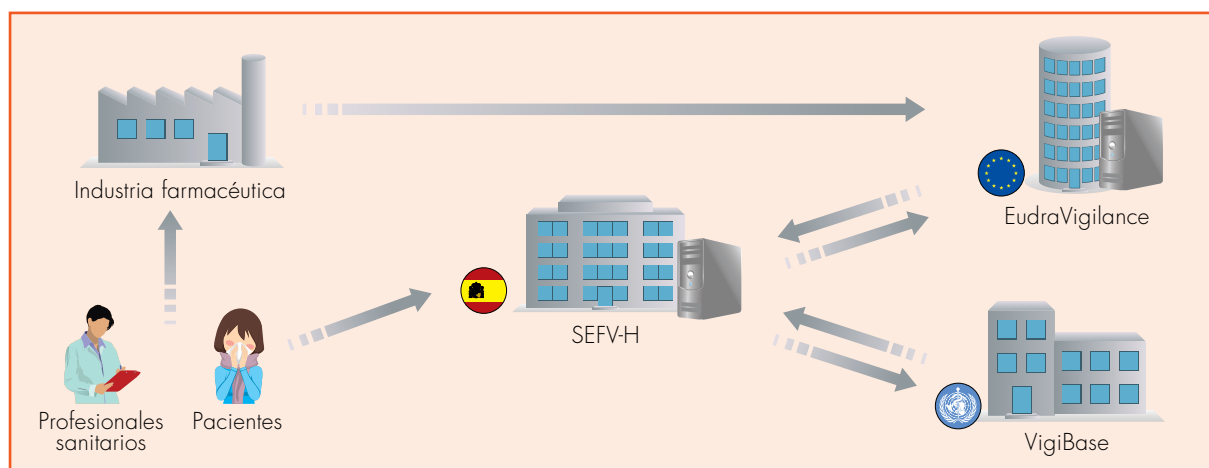 Industria farmacéutica
EudraVigilance
SEFV-H
Profesionales
sanitarios
Pacientes
VigiBase